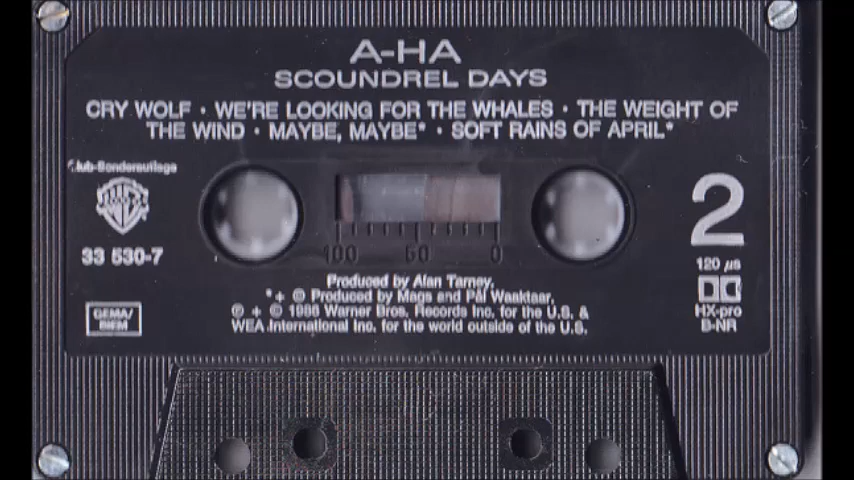 A-HA
SCOUNDREL DAYS
CRY WOLF · WE'RE LOOKING FOR THE WHALES · THE WEIGHT OF
THE WIND · MAYBE, MAYBE* · SOFT RAINS OF APRIL*
Club-Sonderauflage
33 530-7
GEMA/
BIEM
100 50 0
2
120 µs
HX-pro
B-NR
Produced by Alan Tarney,
*+ © Produced by Mags and Pål Waaktaar,
℗ + © 1986 Warner Bros. Records Inc. for the U.S. &
WEA International Inc. for the world outside of the U.S.